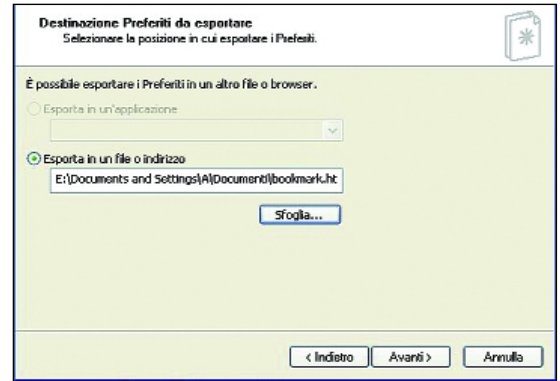 Destinazione Preferiti da esportare
Selezionare la posizione in cui esportare i Preferiti.
È possibile esportare i Preferiti in un altro file o browser.
Esporta in un'applicazione
Esporta in un file o indirizzo
E:\Documents and Settings\A\Documenti\bookmark.ht
Sfoglia...
< Indietro
Avanti >
Annulla